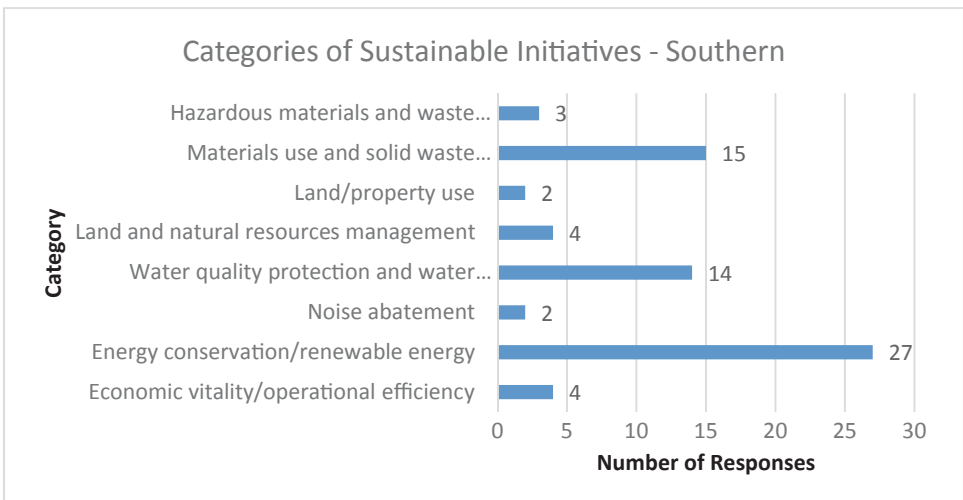 Categories of Sustainable Initiatives - Southern
Category
Hazardous materials and waste... 3
Materials use and solid waste... 15
Land/property use 2
Land and natural resources management 4
Water quality protection and water... 14
Noise abatement 2
Energy conservation/renewable energy 27
Economic vitality/operational efficiency 4
0 5 10 15 20 25 30
Number of Responses